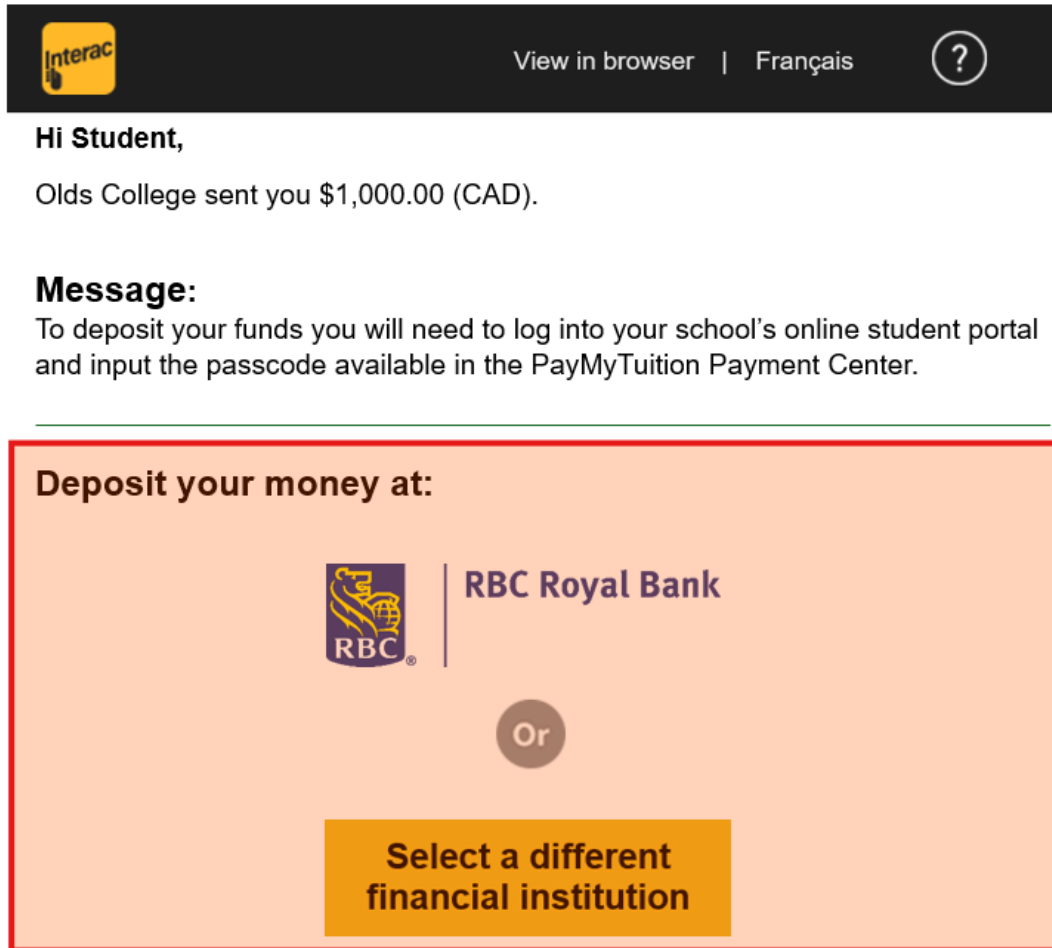 Interac
View in browser | Français ?
Hi Student,
Olds College sent you $1,000.00 (CAD).
Message:
To deposit your funds you will need to log into your school’s online student portal
and input the passcode available in the PayMyTuition Payment Center.
Deposit your money at:
RBC Royal Bank
RBC®
Or
Select a different
financial institution